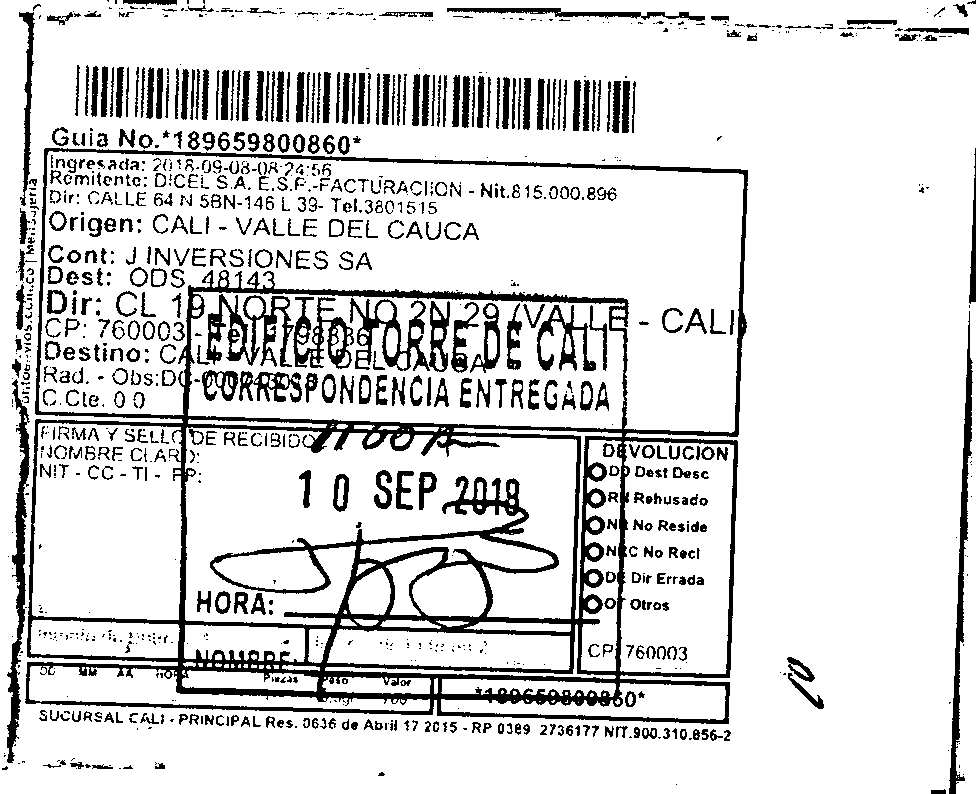 Guia No.*189659800860*
Ingresada: 2018-09-08-08:24:56
Remitente: DICEL S.A. E.S.P.-FACTURACIION - Nit.815.000.896
Dir: CALLE 64 N 5BN-146 L 39- Tel.3801515
Origen: CALI - VALLE DEL CAUCA
Cont: J INVERSIONES SA
Dest: ODS 48143
Dir: CL 19 NORTE NO 2N 29 (VALLE - CALI)
CP: 760003 - Tel:
EDIFICIO TORRE DE CALI
Destino: CALI - VALLE DEL CAUCA
Rad. - Obs:
CORRESPONDENCIA ENTREGADA
C.Cte. 0 0
FIRMA Y SELLO DE RECIBIDO
NOMBRE CLARO:
NIT - CC - TI - PP:
10 SEP 2018
HORA:
NOMBRE:
DEVOLUCION
DD Dest Desc
RH Rehusado
NR No Reside
NRC No Recl
DE Dir Errada
OT Otros
CP: 760003
DD MM AA HORA
Piezas Peso Valor
*189659800860*
SUCURSAL CALI - PRINCIPAL Res. 0636 de Abril 17 2015 - RP 0389 2736177 NIT.900.310.856-2
10